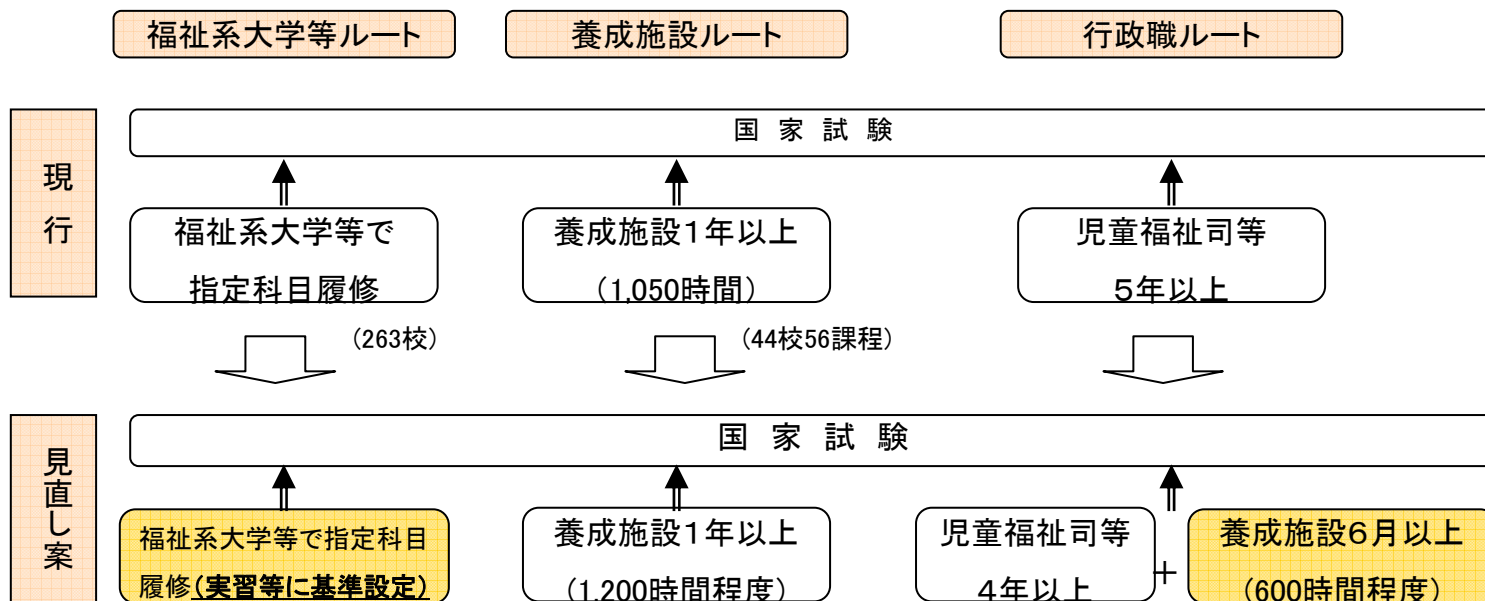 福祉系大学等ルート
養成施設ルート
行政職ルート
現行
国家試験
福祉系大学等で
指定科目履修
養成施設1年以上
(1,050時間)
児童福祉司等
5年以上
(263校)
(44校56課程)
見直し案
国家試験
福祉系大学等で指定科目
履修(実習等に基準設定)
養成施設1年以上
(1,200時間程度)
児童福祉司等
4年以上
+
養成施設6月以上
(600時間程度)